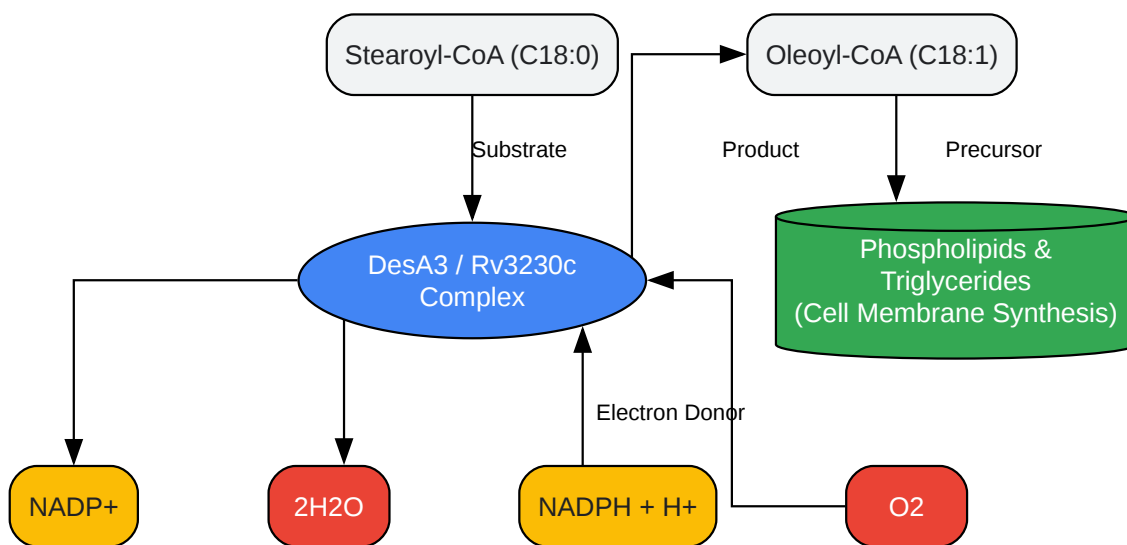 Stearoyl-CoA (C18:0)
Oleoyl-CoA (C18:1)
Substrate
Product
Precursor
DesA3 / Rv3230c
Complex
Phospholipids &
Triglycerides
(Cell Membrane Synthesis)
Electron Donor
NADP+
2H2O
NADPH + H+
O2